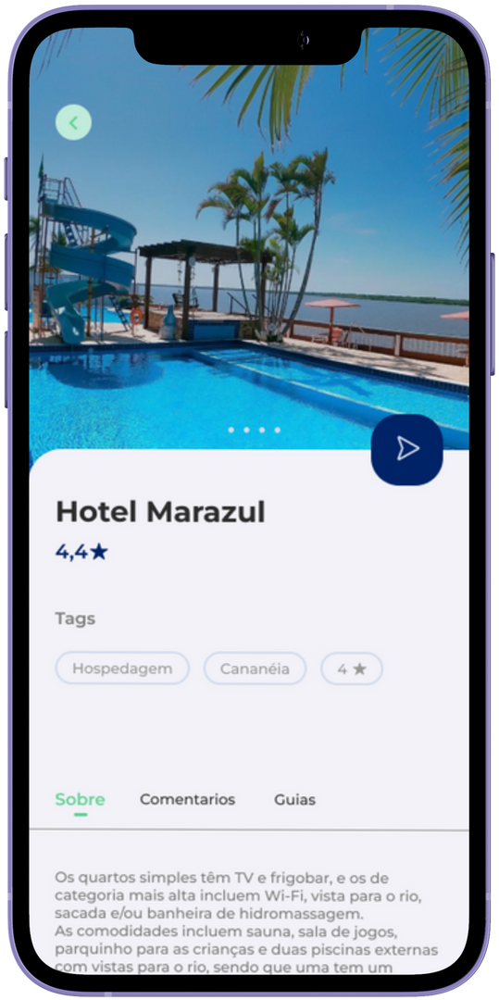 Hotel Marazul
4,4★
Tags
Hospedagem Cananéia 4 ★
Sobre Comentarios Guias
Os quartos simples têm TV e frigobar, e os de
categoria mais alta incluem Wi-Fi, vista para o rio,
sacada e/ou banheira de hidromassagem.
As comodidades incluem sauna, sala de jogos,
parquinho para as crianças e duas piscinas externas
com vistas para o rio, sendo que uma tem um